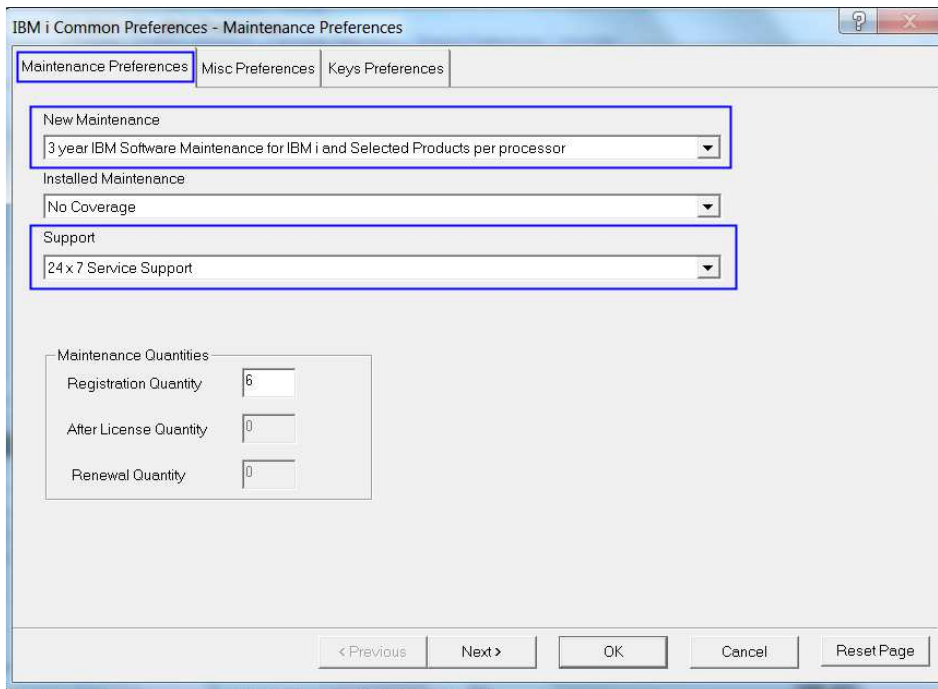 IBM i Common Preferences - Maintenance Preferences
?
X
Maintenance Preferences Misc Preferences Keys Preferences
New Maintenance
3 year IBM Software Maintenance for IBM i and Selected Products per processor
Installed Maintenance
No Coverage
Support
24 x 7 Service Support
Maintenance Quantities
Registration Quantity 6
After License Quantity 0
Renewal Quantity 0
< Previous Next > OK Cancel Reset Page